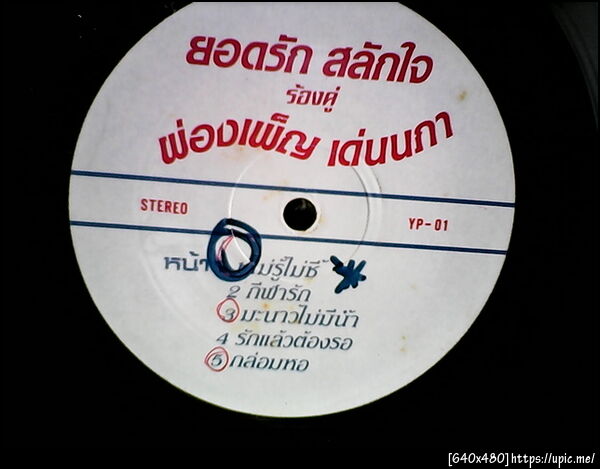 ยอดรัก สลักใจ
ร้องคู่
ผ่องเพ็ญ เด่นนภา
STEREO
YP-01
หน้า
ไม่รู้ไม่ชี้
2 กีฬารัก
3 มะนาวไม่มีน้ำ
4 รักแล้วต้องรอ
5 กล่อมหอ
[640x480]https://upic.me/